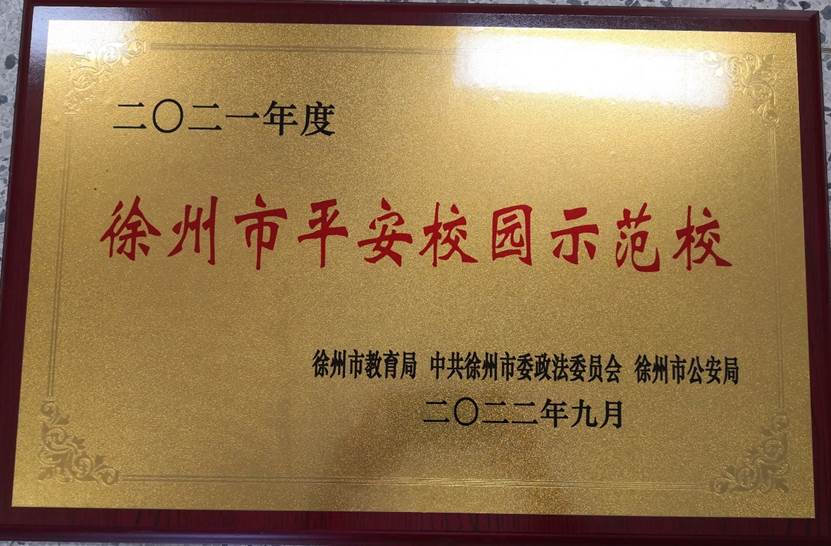 二〇二一年度
徐州市平安校园示范校
徐州市教育局 中共徐州市委政法委员会 徐州市公安局
二〇二二年九月